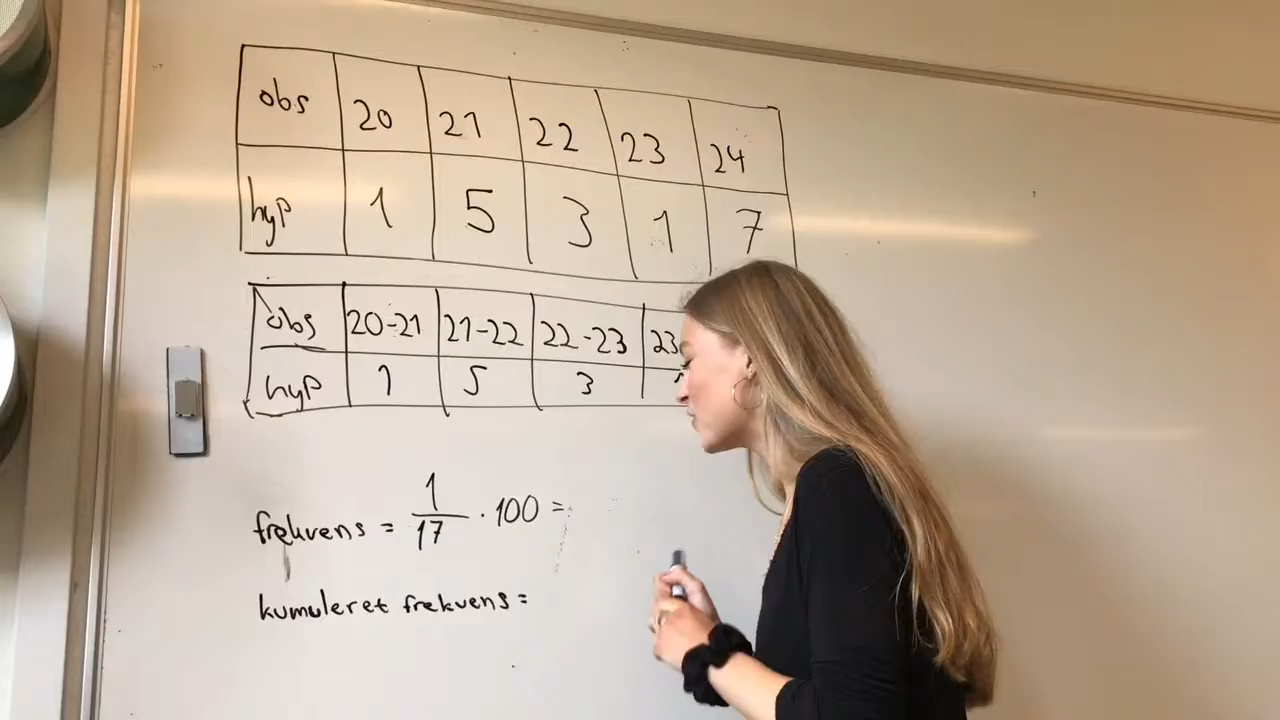 obs 20 21 22 23 24
hyp 1 5 3 1 7
obs 20-21 21-22 22-23 23
hyp 1 5 3
frekvens = 1/17 · 100 =
kumuleret frekvens =